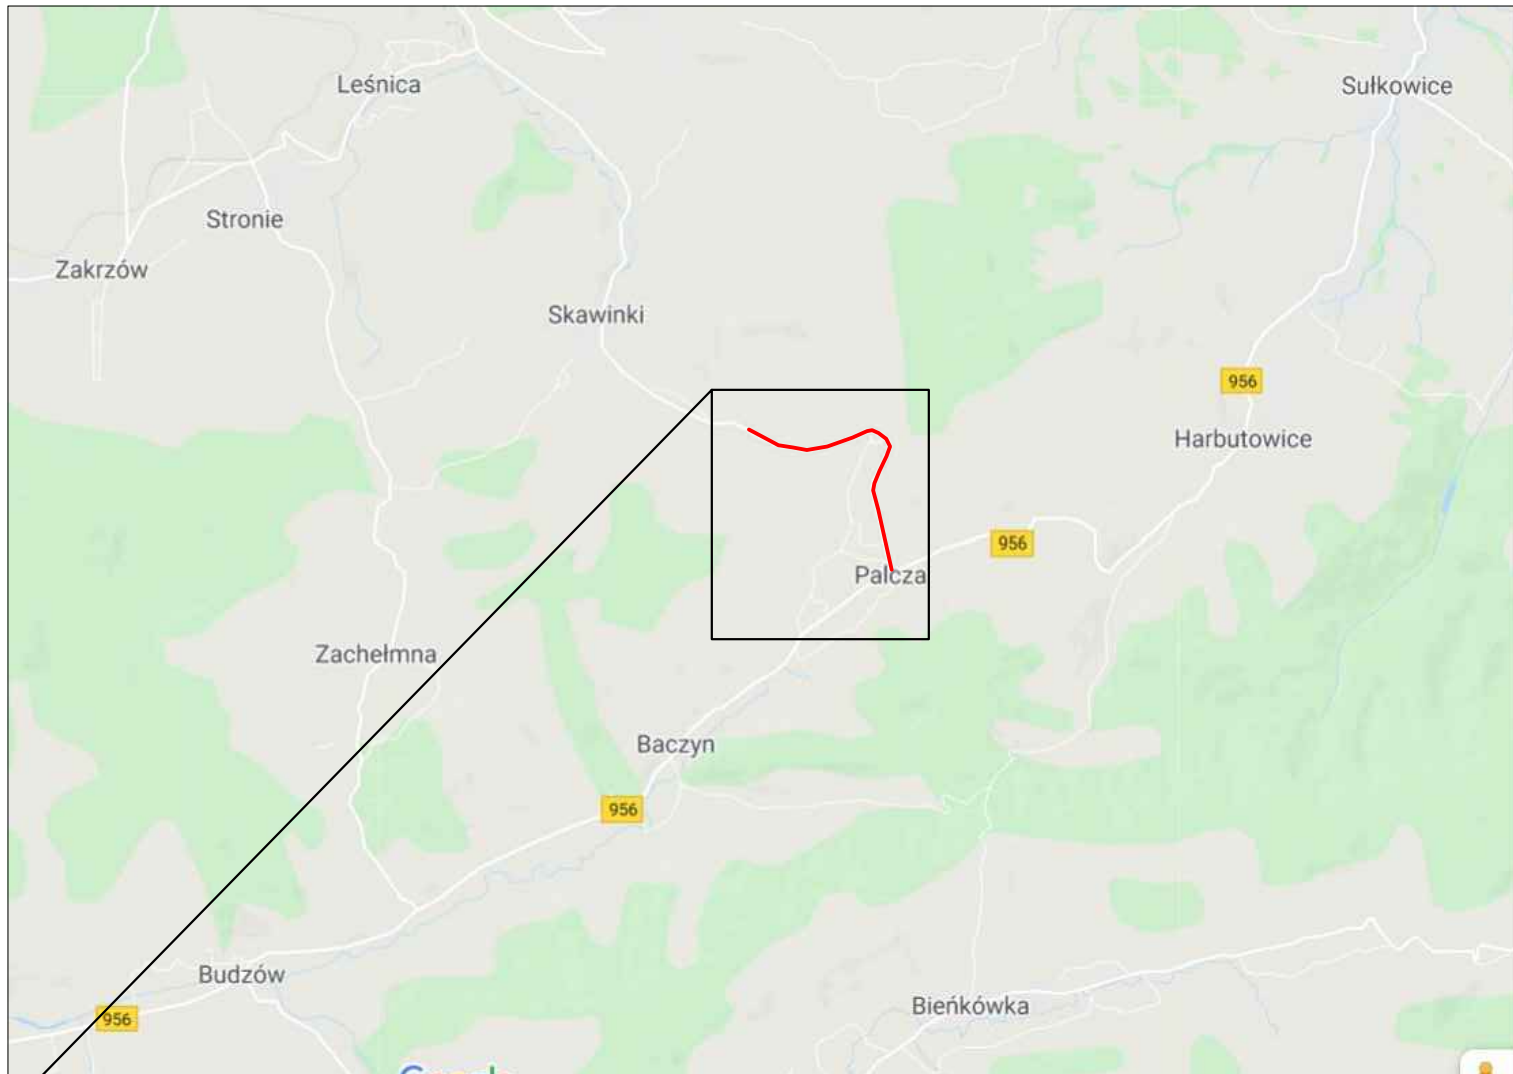 Leśnica
Sułkowice
Stronie
Zakrzów
Skawinki
956
Harbutowice
956
Palcza
Zachełmna
Baczyn
956
Budzów
Bieńkówka
956